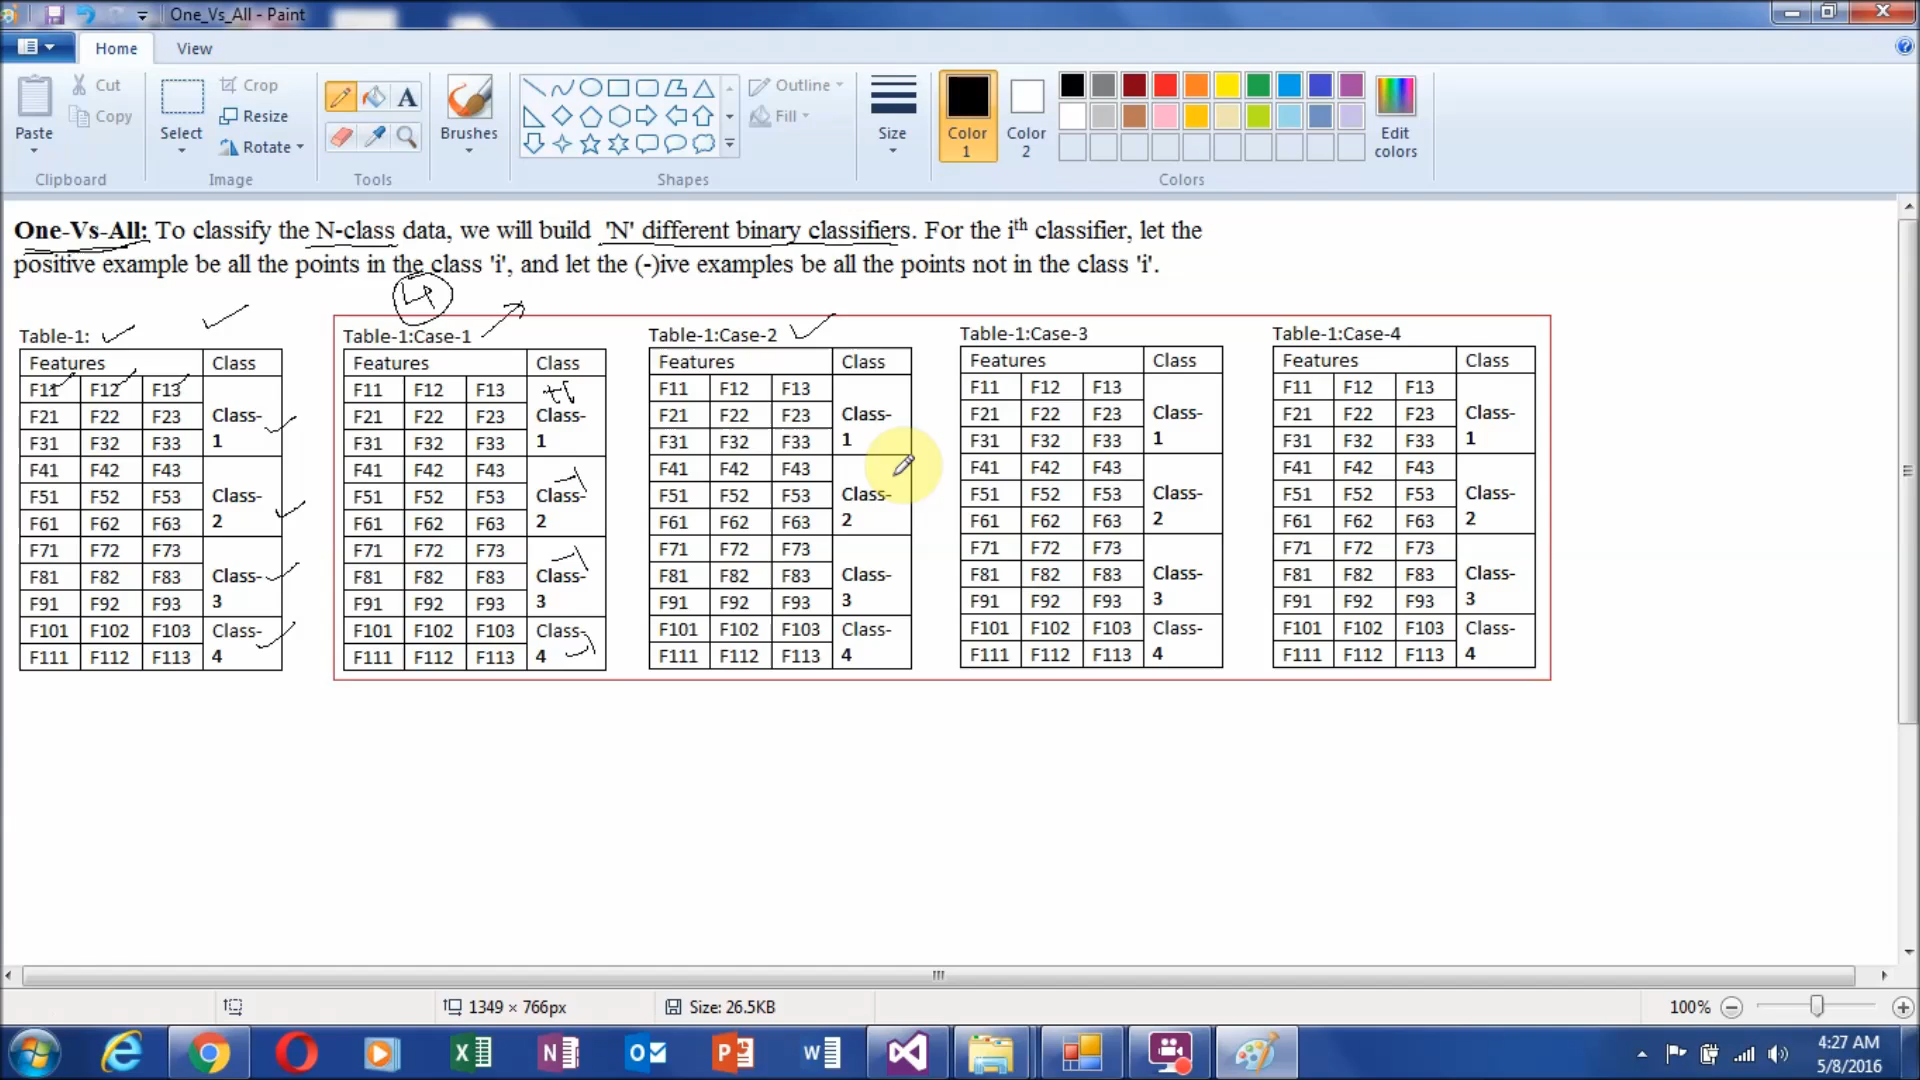 One_Vs_All - Paint
Home View
Cut
Copy
Paste
Clipboard
Select
Crop
Resize
Rotate
Image
Tools
Brushes
Outline
Fill
Shapes
Size
Color 1
Color 2
Edit colors
Colors
One-Vs-All: To classify the N-class data, we will build 'N' different binary classifiers. For the ith classifier, let the
positive example be all the points in the class 'i', and let the (-)ive examples be all the points not in the class 'i'.
4
Table-1:
Features Class
F11 F12 F13
F21 F22 F23
F31 F32 F33
Class-
1
F41 F42 F43
F51 F52 F53
F61 F62 F63
Class-
2
F71 F72 F73
F81 F82 F83
F91 F92 F93
Class-
3
F101 F102 F103
F111 F112 F113
Class-
4
Table-1:Case-1
Features Class
F11 F12 F13
F21 F22 F23
F31 F32 F33
Class-
1
F41 F42 F43
F51 F52 F53
F61 F62 F63
Class-
2
F71 F72 F73
F81 F82 F83
F91 F92 F93
Class-
3
F101 F102 F103
F111 F112 F113
Class-
4
Table-1:Case-2
Features Class
F11 F12 F13
F21 F22 F23
F31 F32 F33
Class-
1
F41 F42 F43
F51 F52 F53
F61 F62 F63
Class-
2
F71 F72 F73
F81 F82 F83
F91 F92 F93
Class-
3
F101 F102 F103
F111 F112 F113
Class-
4
Table-1:Case-3
Features Class
F11 F12 F13
F21 F22 F23
F31 F32 F33
Class-
1
F41 F42 F43
F51 F52 F53
F61 F62 F63
Class-
2
F71 F72 F73
F81 F82 F83
F91 F92 F93
Class-
3
F101 F102 F103
F111 F112 F113
Class-
4
Table-1:Case-4
Features Class
F11 F12 F13
F21 F22 F23
F31 F32 F33
Class-
1
F41 F42 F43
F51 F52 F53
F61 F62 F63
Class-
2
F71 F72 F73
F81 F82 F83
F91 F92 F93
Class-
3
F101 F102 F103
F111 F112 F113
Class-
4
1349 × 766px
Size: 26.5KB
100%
4:27 AM
5/8/2016